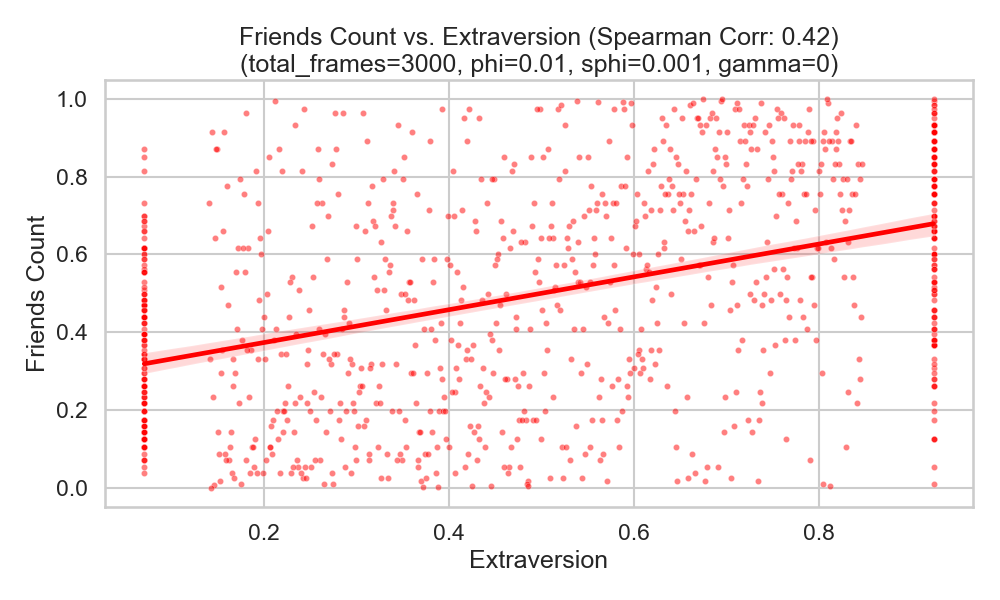 Friends Count vs. Extraversion (Spearman Corr: 0.42)
(total_frames=3000, phi=0.01, sphi=0.001, gamma=0)
1.0
0.8
0.6
0.4
0.2
0.0
Friends Count
0.2 0.4 0.6 0.8
Extraversion